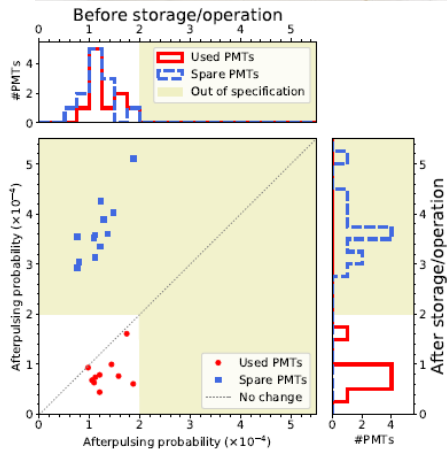 Before storage/operation
0 1 2 3 4 5
#PMTs
4
2
0
Used PMTs
Spare PMTs
Out of specification
Afterpulsing probability (×10⁻⁴)
5
4
3
2
1
0
Used PMTs
Spare PMTs
No change
0 1 2 3 4 5
Afterpulsing probability (×10⁻⁴)
5
4
3
2
1
0
After storage/operation
0 2 4
#PMTs